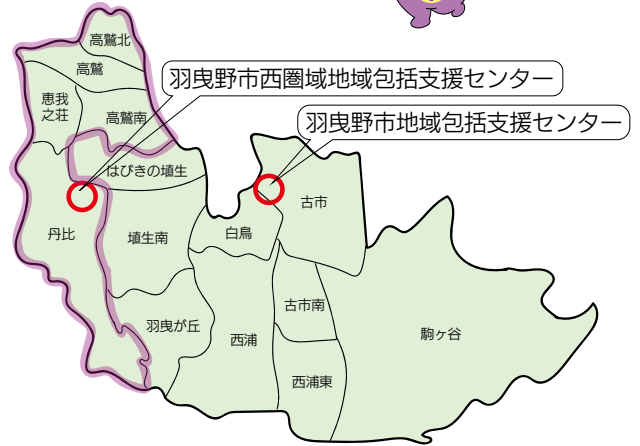 高鷲北
高鷲
羽曳野市西圏域地域包括支援センター
恵我
之荘
高鷲南
羽曳野市地域包括支援センター
はびきの埴生
古市
丹比
埴生南
白鳥
古市南
羽曳が丘
西浦
駒ヶ谷
西浦東